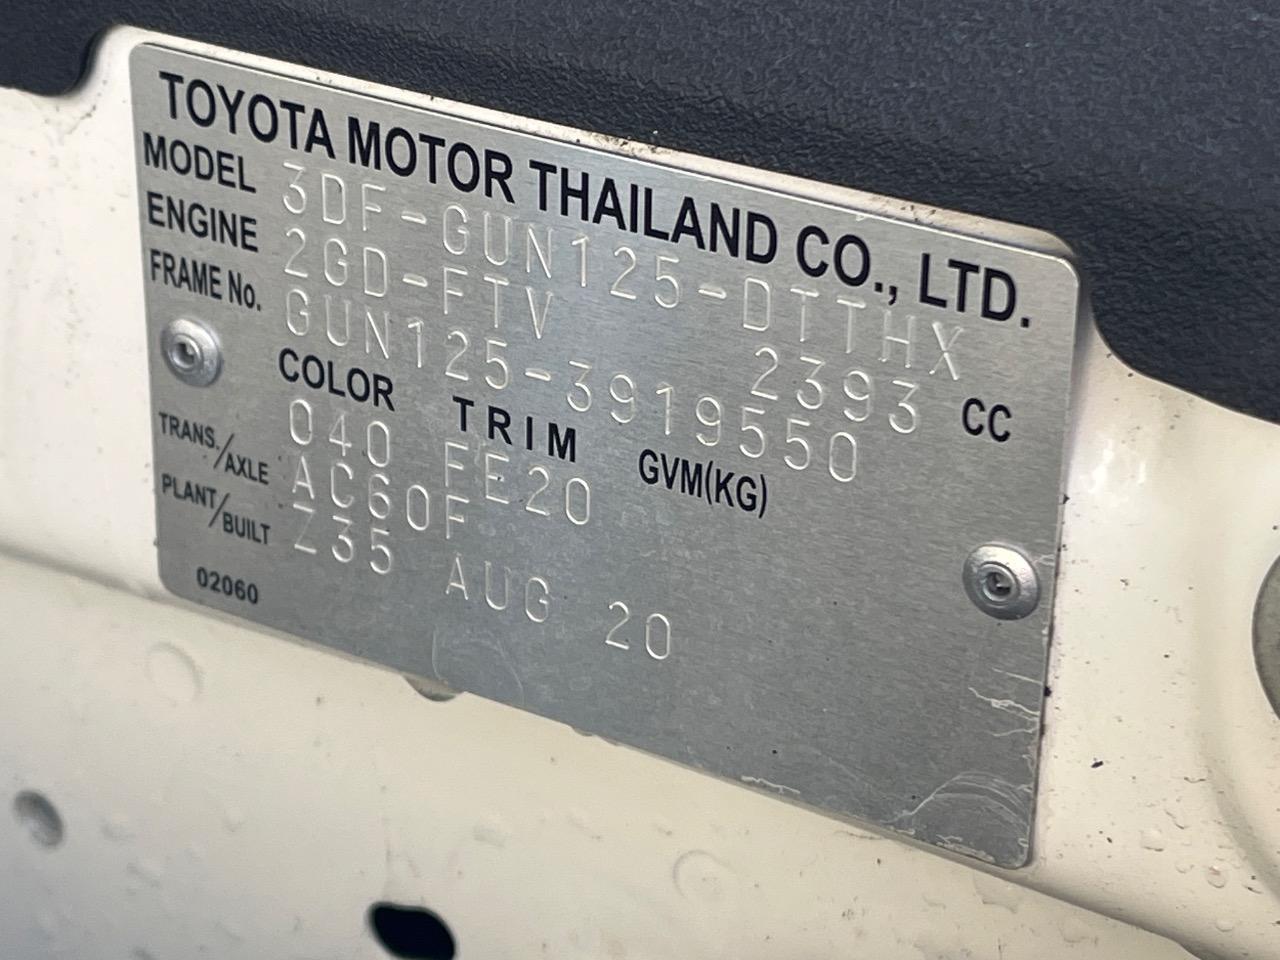 TOYOTA MOTOR THAILAND CO., LTD.
MODEL 3DF-GUN125-DTTHX
ENGINE 2GD-FTV 2393 CC
FRAME No. GUN125-3919550
COLOR TRIM GVM(KG)
040 FE20
TRANS./AXLE AC60F
PLANT/BUILT Z35 AUG 20
02060